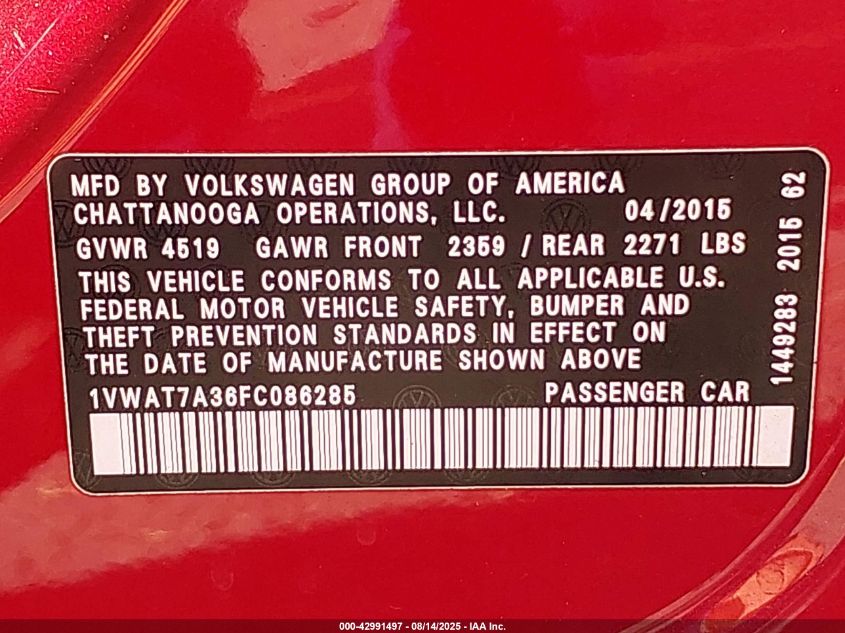 MFD BY VOLKSWAGEN GROUP OF AMERICA
CHATTANOOGA OPERATIONS, LLC. 04/2015
GVWR 4519 GAWR FRONT 2359 / REAR 2271 LBS
THIS VEHICLE CONFORMS TO ALL APPLICABLE U.S.
FEDERAL MOTOR VEHICLE SAFETY, BUMPER AND
THEFT PREVENTION STANDARDS IN EFFECT ON
THE DATE OF MANUFACTURE SHOWN ABOVE
1VWAT7A36FC086285 PASSENGER CAR
1449283 2015 62
000-42991497 - 08/14/2025 - IAA Inc.